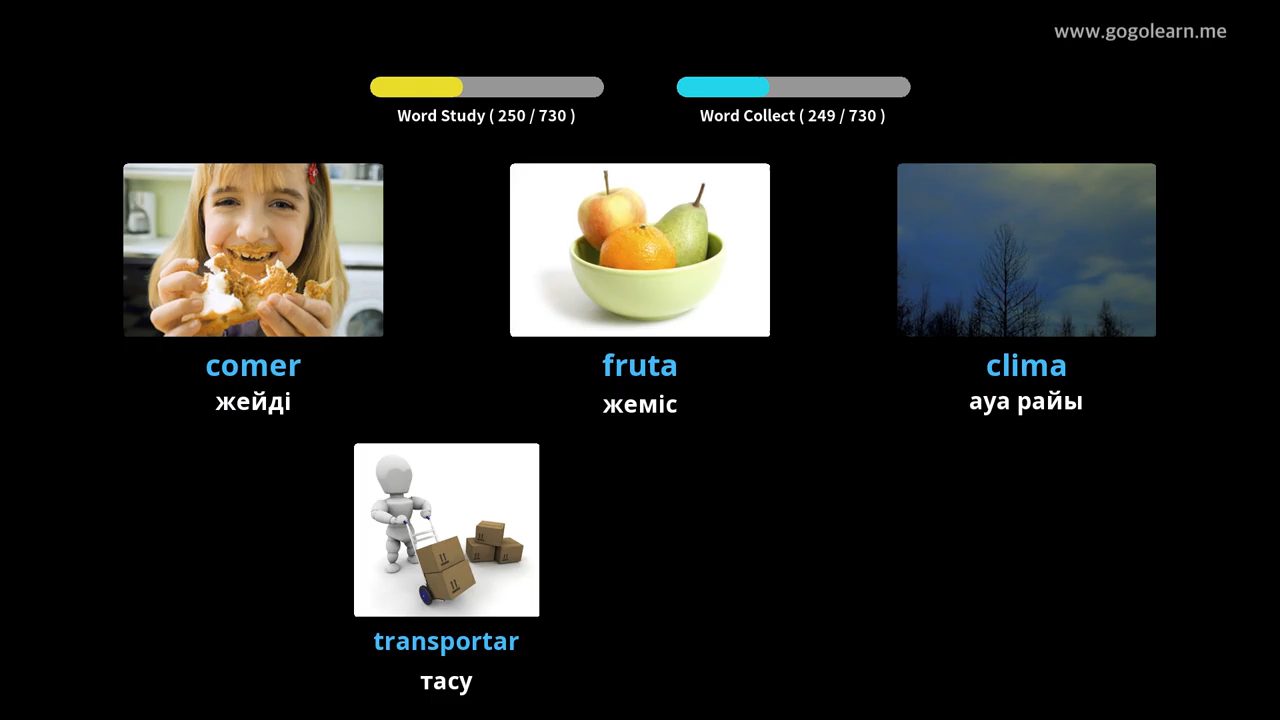 www.gogolearn.me
Word Study ( 250 / 730 )
Word Collect ( 249 / 730 )
comer
жейді
fruta
жеміс
clima
ауа райы
transportar
тасу